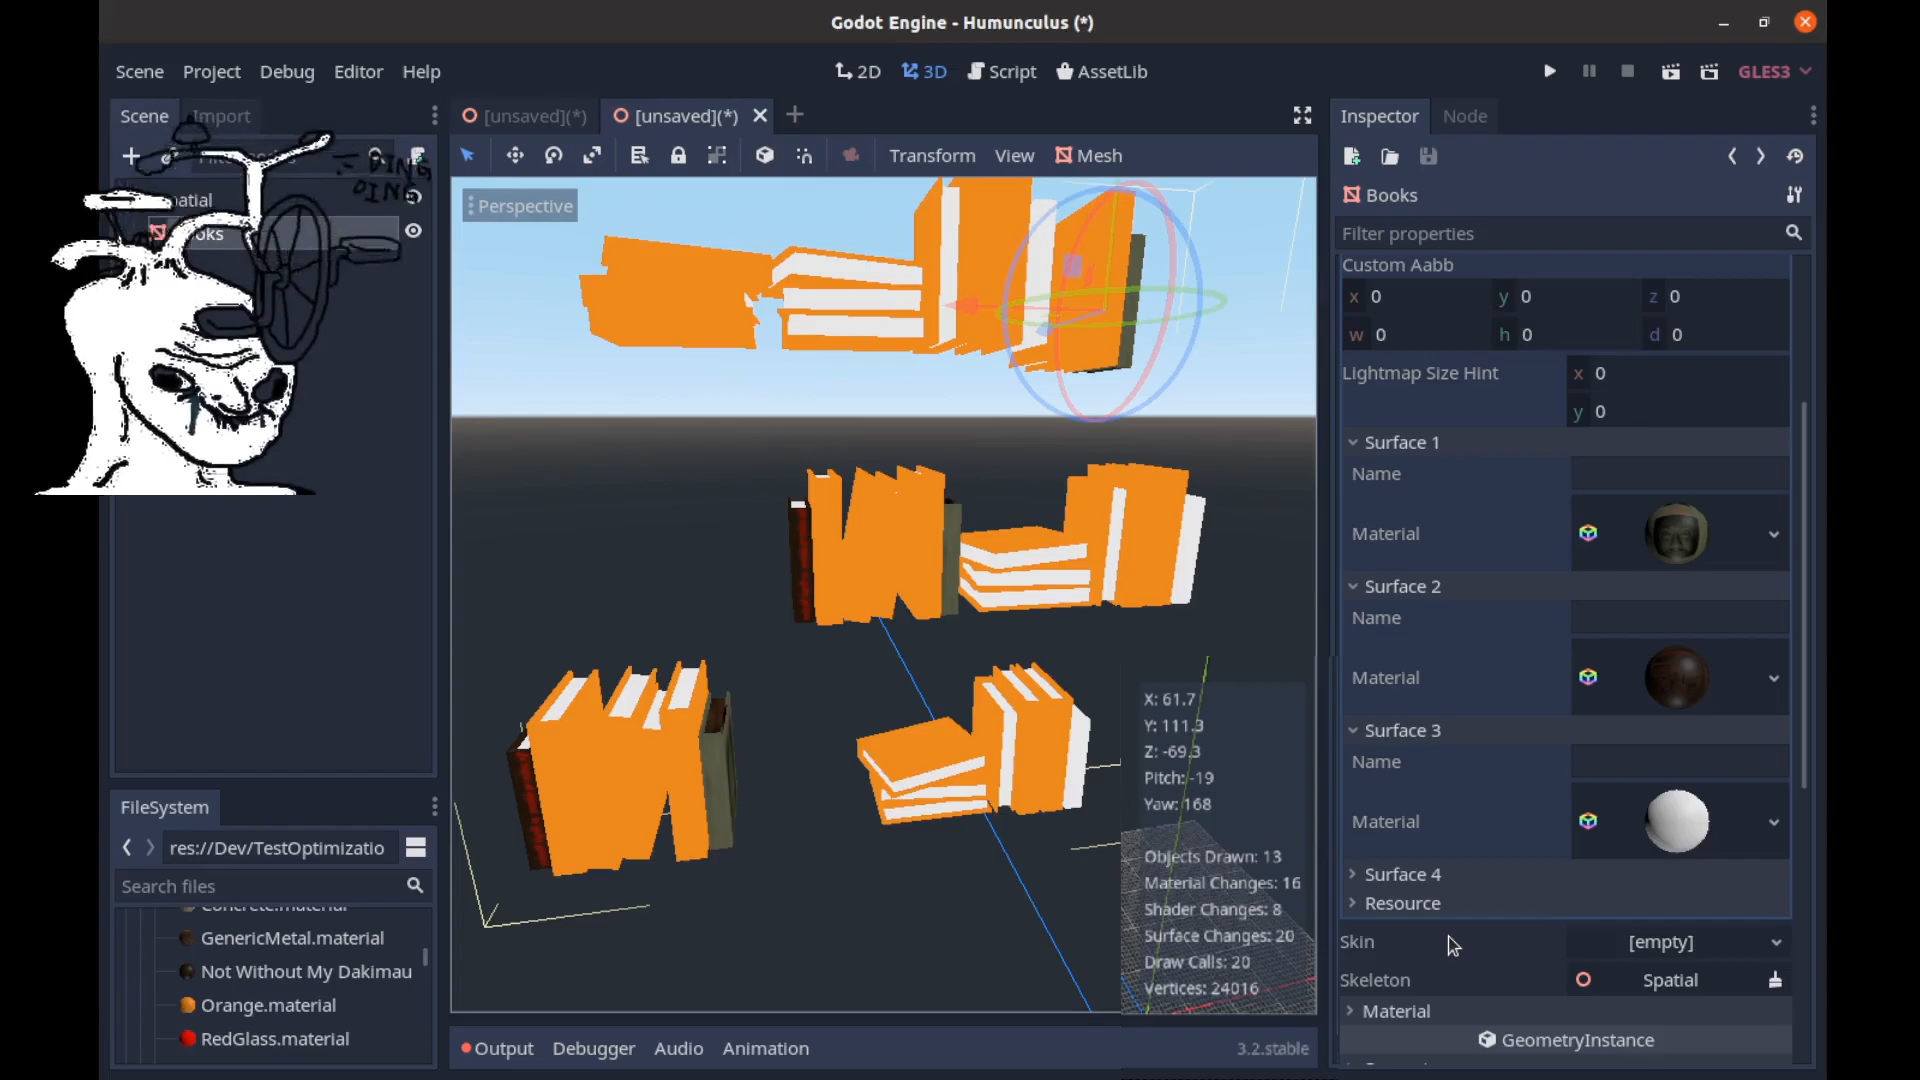 Godot Engine - Humunculus (*)
Scene Project Debug Editor Help
2D 3D Script AssetLib
GLES3
Scene Import
[unsaved](*) [unsaved](*)
Inspector Node
DING
DING
Transform View Mesh
Perspective
Books
Filter properties
Custom Aabb
x 0 y 0 z 0
w 0 h 0 d 0
Lightmap Size Hint x 0
y 0
Surface 1
Name
Material
Surface 2
Name
Material
Surface 3
Name
Material
Surface 4
Resource
Skin [empty]
Skeleton Spatial
Material
GeometryInstance
X: 61.7
Y: 111.3
Z: -69.3
Pitch: -19
Yaw: 168
Objects Drawn: 13
Material Changes: 16
Shader Changes: 8
Surface Changes: 20
Draw Calls: 20
Vertices: 24016
FileSystem
res://Dev/TestOptimizatio
Search files
Concrete.material
GenericMetal.material
Not Without My Dakimau
Orange.material
RedGlass.material
Output Debugger Audio Animation
3.2.stable